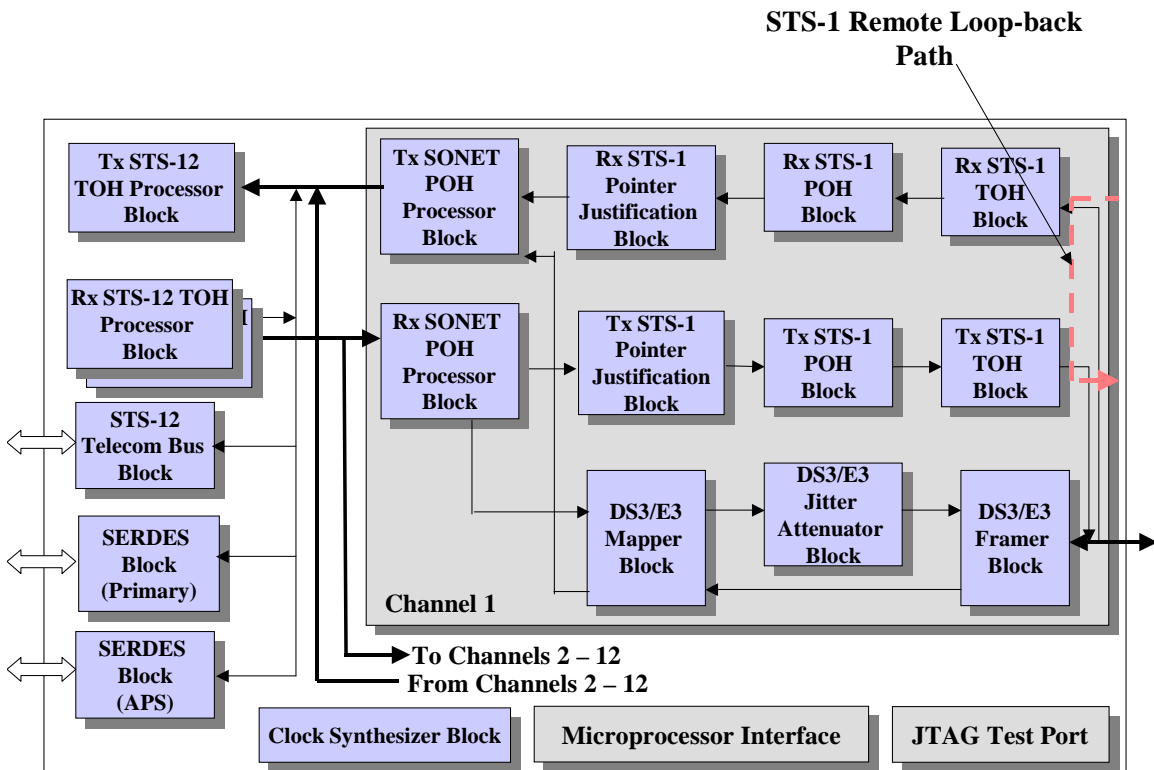 STS-1 Remote Loop-back
Path
Tx STS-12
TOH Processor
Block
Tx SONET
POH
Processor
Block
Rx STS-1
Pointer
Justification
Block
Rx STS-1
POH
Block
Rx STS-1
TOH
Block
Rx STS-12 TOH
Processor
Block
Rx SONET
POH
Processor
Block
Tx STS-1
Pointer
Justification
Block
Tx STS-1
POH
Block
Tx STS-1
TOH
Block
STS-12
Telecom Bus
Block
SERDES
Block
(Primary)
SERDES
Block
(APS)
DS3/E3
Mapper
Block
DS3/E3
Jitter
Attenuator
Block
DS3/E3
Framer
Block
Channel 1
To Channels 2 – 12
From Channels 2 – 12
Clock Synthesizer Block
Microprocessor Interface
JTAG Test Port